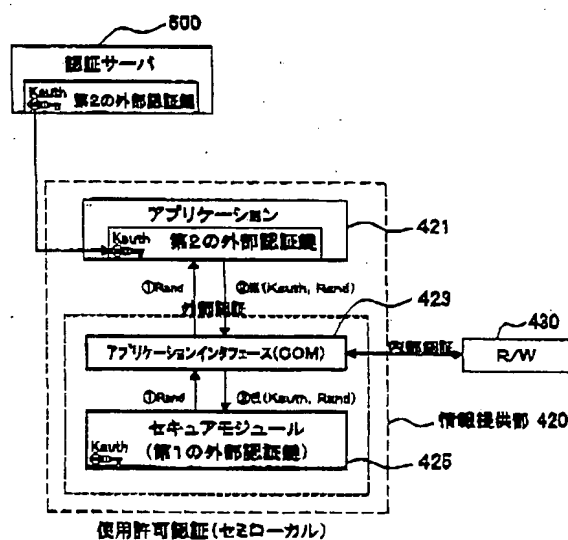 500
認証サーバ
Kauth
第2の外部認証鍵
アプリケーション
Kauth
第2の外部認証鍵
421
①Rand
②E(Kauth, Rand)
外部認証
423
アプリケーションインタフェース(COM)
内部認証
430
R/W
①Rand
②E(Kauth, Rand)
セキュアモジュール
(第1の外部認証鍵)
Kauth
425
情報提供部 420
使用許可認証(セミローカル)